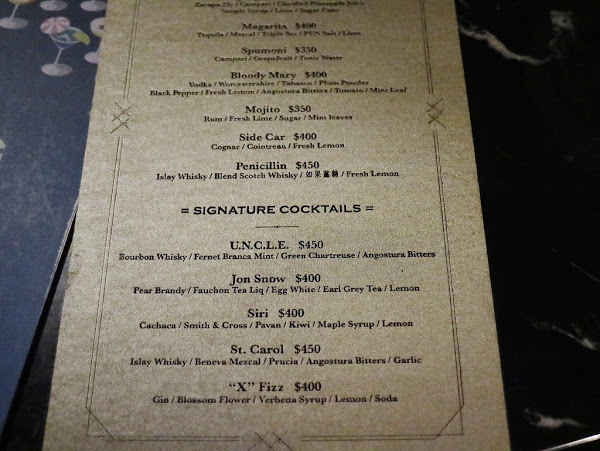 Zacapa 23y / Campari / Clarified Pineapple Juice
Simple Syrup / Lime / Sugar Cane
Magarita $400
Tequila / Mezcal / Triple Sec / PUN Salt / Lime
Spumoni $350
Campari / Grapefruit / Tonic Water
Bloody Mary $400
Vodka / Worcestershire / Tabasco / Plum Powder
Black Pepper / Fresh Lemon / Angostura Bitters / Tomato / Mint Leaf
Mojito $350
Rum / Fresh Lime / Sugar / Mint leaves
Side Car $400
Cognac / Cointreau / Fresh Lemon
Penicillin $450
Islay Whisky / Blend Scotch Whisky / 如果薑糖 / Fresh Lemon
= SIGNATURE COCKTAILS =
U.N.C.L.E. $450
Bourbon Whisky / Fernet Branca Mint / Green Chartreuse / Angostura Bitters
Jon Snow $400
Pear Brandy / Fauchon Tea Liq / Egg White / Earl Grey Tea / Lemon
Siri $400
Cachaca / Smith & Cross / Pavan / Kiwi / Maple Syrup / Lemon
St. Carol $450
Islay Whisky / Beneva Mezcal / Prucia / Angostura Bitters / Garlic
“X” Fizz $400
Gin / Blossom Flower / Verbena Syrup / Lemon / Soda